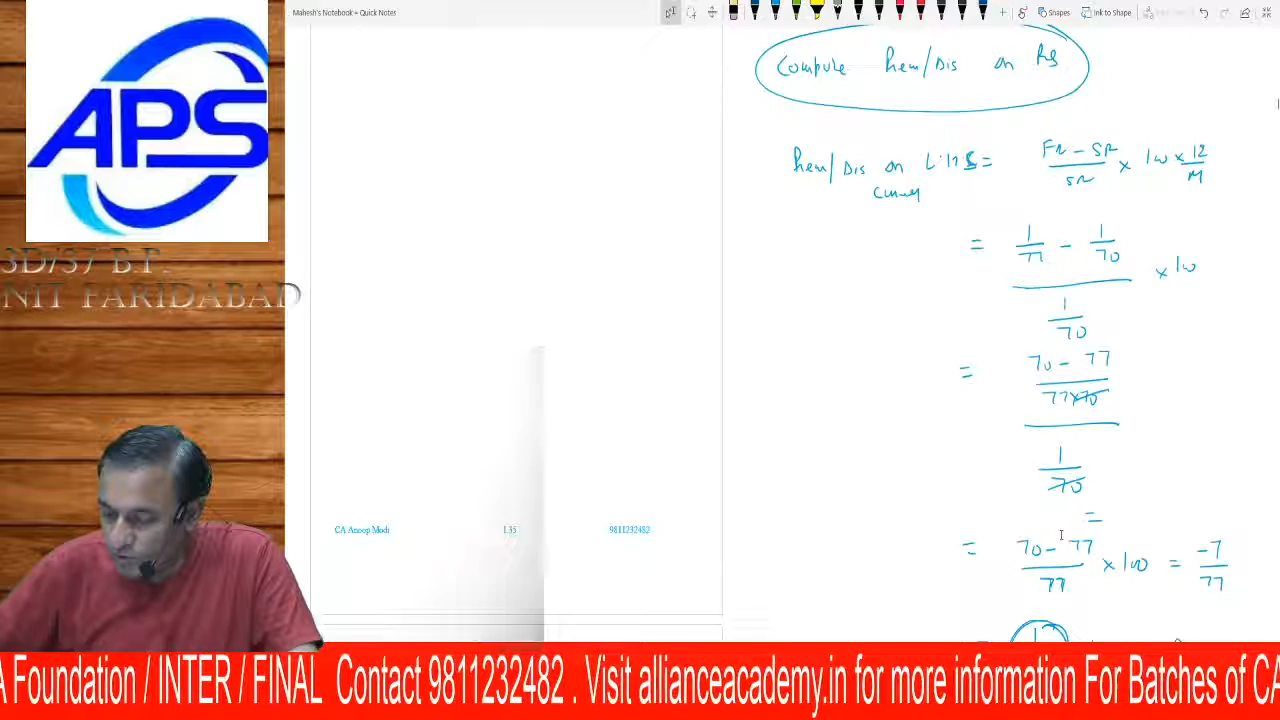 Mahesh's Notebook » Quick Notes
Shapes
Ink to Shape
APS
3D/37 B.P.
NIT FARIDABAD
Compute Prem/Dis on RS
Prem/Dis on = FR - SR / SR × 100 × 12 / M
= 1/77 - 1/70
× 100
1/70
= 70 - 77
77×70
1
70
=
= 70 - 77 / 77 × 100 = -7/77
=
CA Anoop Modi 1.35 9811232482
A Foundation / INTER / FINAL Contact 9811232482 . Visit allianceacademy.in for more information For Batches of CA